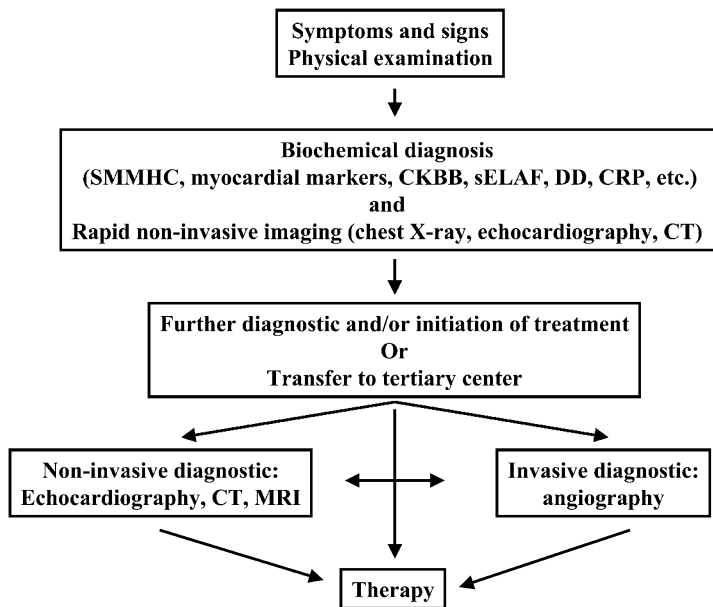 Symptoms and signs
Physical examination
Biochemical diagnosis
(SMMHC, myocardial markers, CKBB, sELAF, DD, CRP, etc.)
and
Rapid non-invasive imaging (chest X-ray, echocardiography, CT)
Further diagnostic and/or initiation of treatment
Or
Transfer to tertiary center
Non-invasive diagnostic:
Echocardiography, CT, MRI
Invasive diagnostic:
angiography
Therapy